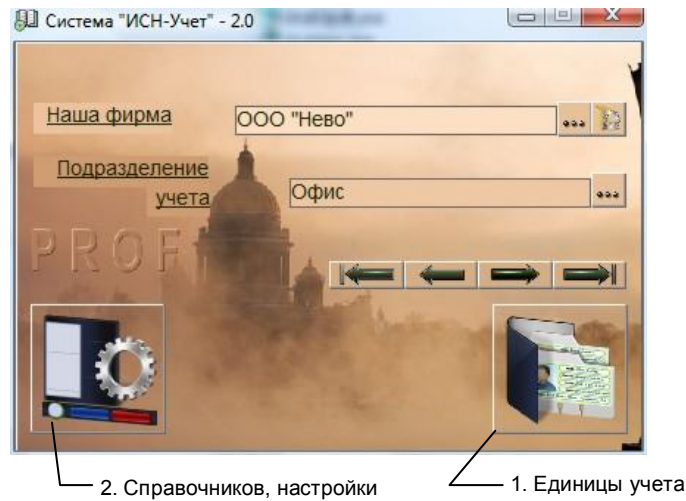 Система "ИСН-Учет" - 2.0
Наша фирма
ООО "Нево"
Подразделение
учета
Офис
PROF
2. Справочников, настройки
1. Единицы учета